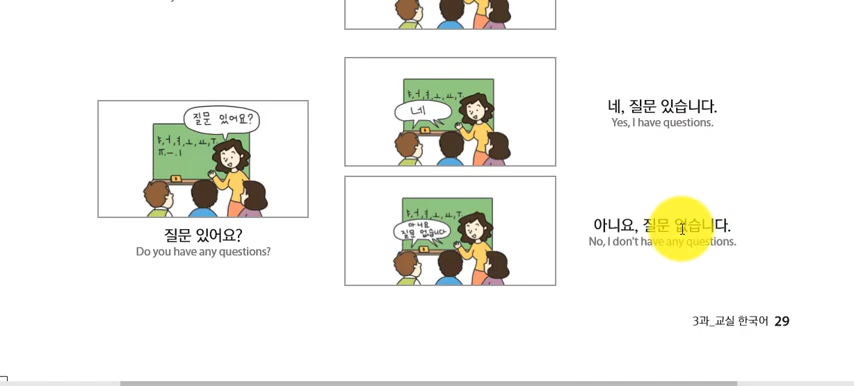 네
네, 질문 있습니다.
Yes, I have questions.
질문 있어요?
ㅏ, ㅓ, ㅕ, ㅗ, ㅛ, ㅜ
ㅠ, ㅡ, ㅣ
질문 있어요?
Do you have any questions?
아니요
질문 없습니다
아니요, 질문 없습니다.
No, I don't have any questions.
3과_교실 한국어 29